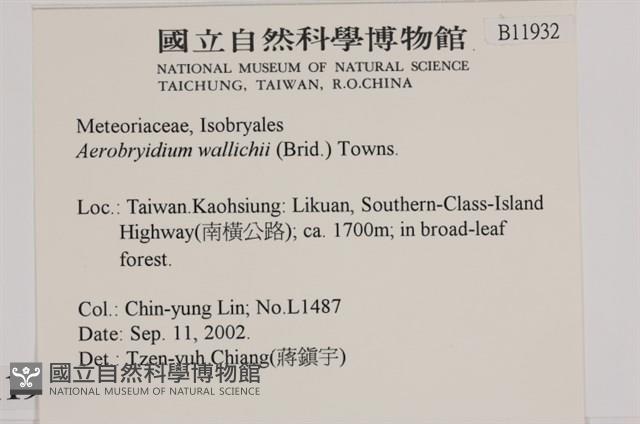 國立自然科學博物館
B11932
NATIONAL MUSEUM OF NATURAL SCIENCE
TAICHUNG, TAIWAN, R.O.CHINA
Meteoriaceae, Isobryales
Aerobryidium wallichii (Brid.) Towns.
Loc.: Taiwan.Kaohsiung: Likuan, Southern-Class-Island
Highway(南橫公路); ca. 1700m; in broad-leaf
forest.
Col.: Chin-yung Lin; No.L1487
Date: Sep. 11, 2002.
Det.: Tzen-yuh Chiang(蔣鎭宇)
國立自然科學博物館
NATIONAL MUSEUM OF NATURAL SCIENCE